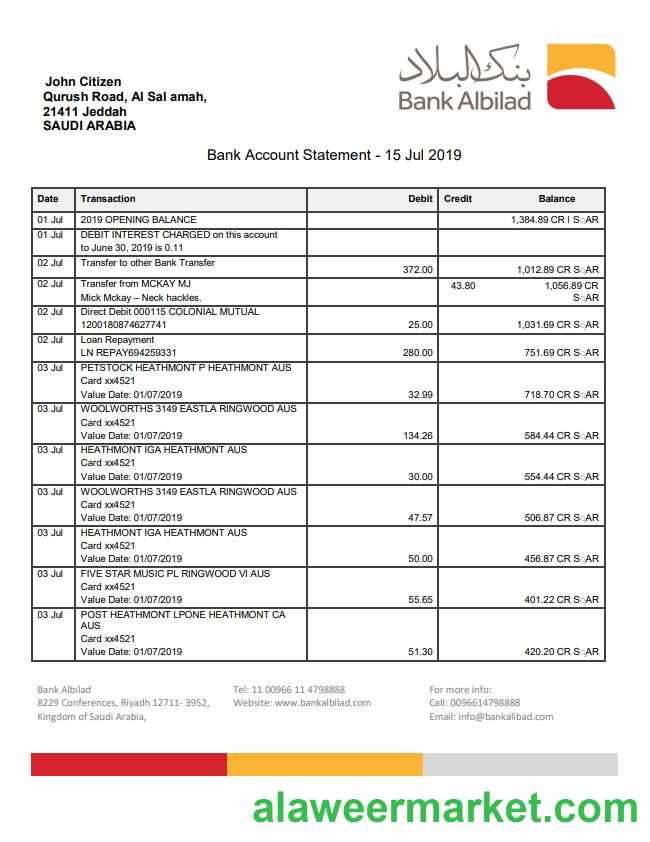 بنك البلاد
Bank Albilad
John Citizen
Qurush Road, Al Sal amah,
21411 Jeddah
SAUDI ARABIA
Bank Account Statement - 15 Jul 2019
Date Transaction Debit Credit Balance
01 Jul 2019 OPENING BALANCE 1,384.89 CR I S AR
01 Jul DEBIT INTEREST CHARGED on this account
to June 30, 2019 is 0.11
02 Jul Transfer to other Bank Transfer
372.00 1,012.89 CR S AR
02 Jul Transfer from MCKAY MJ 43.80 1,056.89 CR
Mick Mckay – Neck hackles. S AR
02 Jul Direct Debit 000115 COLONIAL MUTUAL
1200180874627741 25.00 1,031.69 CR S AR
02 Jul Loan Repayment
LN REPAY694259331 280.00 751.69 CR S AR
03 Jul PETSTOCK HEATHMONT P HEATHMONT AUS
Card xx4521
Value Date: 01/07/2019 32.99 718.70 CR S AR
03 Jul WOOLWORTHS 3149 EASTLA RINGWOOD AUS
Card xx4521
Value Date: 01/07/2019 134.26 584.44 CR S AR
03 Jul HEATHMONT IGA HEATHMONT AUS
Card xx4521
Value Date: 01/07/2019 30.00 554.44 CR S AR
03 Jul WOOLWORTHS 3149 EASTLA RINGWOOD AUS
Card xx4521
Value Date: 01/07/2019 47.57 506.87 CR S AR
03 Jul HEATHMONT IGA HEATHMONT AUS
Card xx4521
Value Date: 01/07/2019 50.00 456.87 CR S AR
03 Jul FIVE STAR MUSIC PL RINGWOOD VI AUS
Card xx4521
Value Date: 01/07/2019 55.65 401.22 CR S AR
03 Jul POST HEATHMONT LPONE HEATHMONT CA
AUS
Card xx4521
Value Date: 01/07/2019 51.30 420.20 CR S AR
Bank Albilad Tel: 11 00966 11 4798888 For more info:
8229 Conferences, Riyadh 12711- 3952, Website: www.bankalbilad.com Call: 0096614798888
Kingdom of Saudi Arabia, Email: info@bankalibad.com
alaweermarket.com